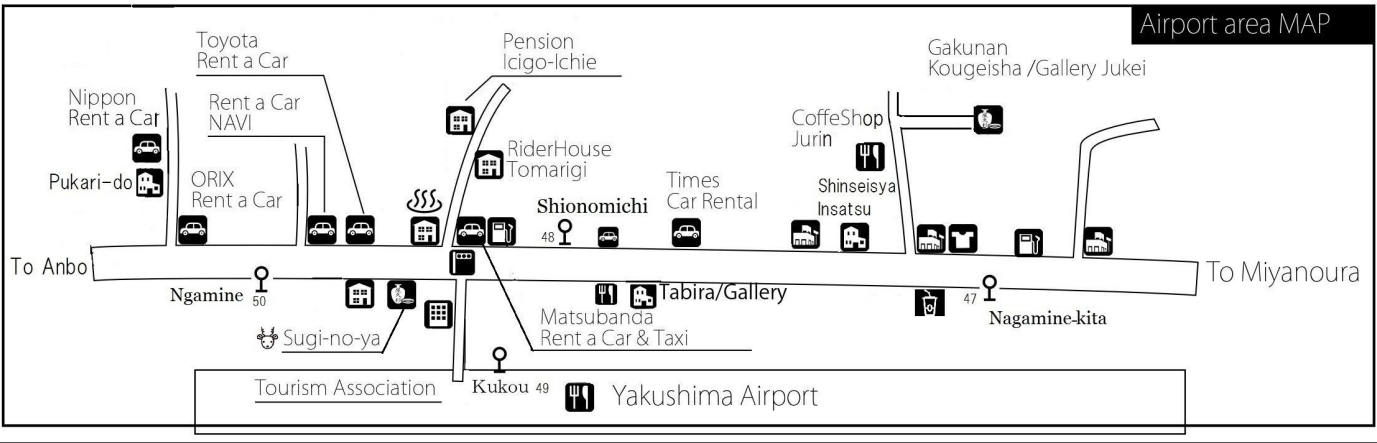 Airport area MAP
Toyota
Rent a Car
Pension
Icigo-Ichie
Gakunan
Kougeisha /Gallery Jukei
Nippon
Rent a Car
Rent a Car
NAVI
CoffeShop
Jurin
RiderHouse
Tomarigi
Pukari-do
ORIX
Rent a Car
Times
Car Rental
Shinseisya
Insatsu
Shionomichi
48
To Anbo
To Miyanoura
Ngamine
50
Tabira/Gallery
47
Nagamine-kita
Sugi-no-ya
Matsubanda
Rent a Car & Taxi
Tourism Association
Kukou 49
Yakushima Airport